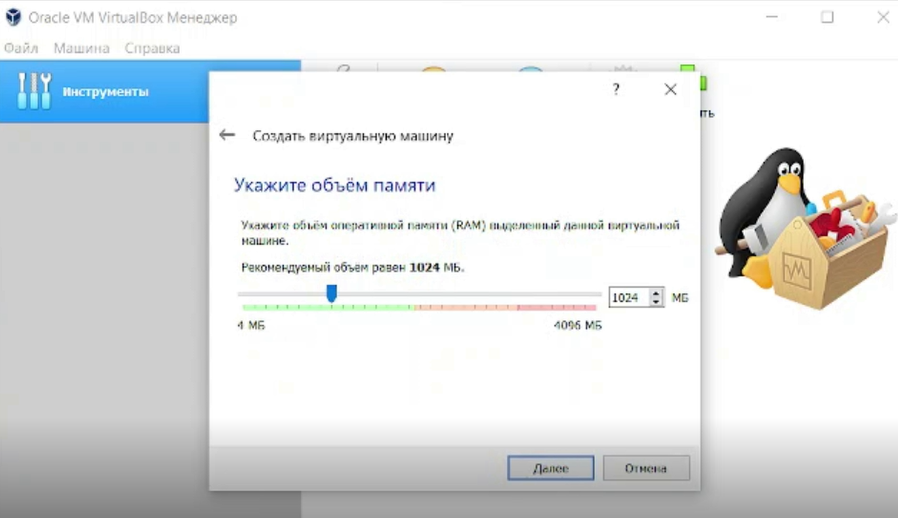 Oracle VM VirtualBox Менеджер
Файл Машина Справка
Инструменты
?
Создать виртуальную машину
Укажите объём памяти
Укажите объём оперативной памяти (RAM) выделенный данной виртуальной
машине.
Рекомендуемый объём равен 1024 МБ.
1024 МБ
4 МБ 4096 МБ
Далее Отмена